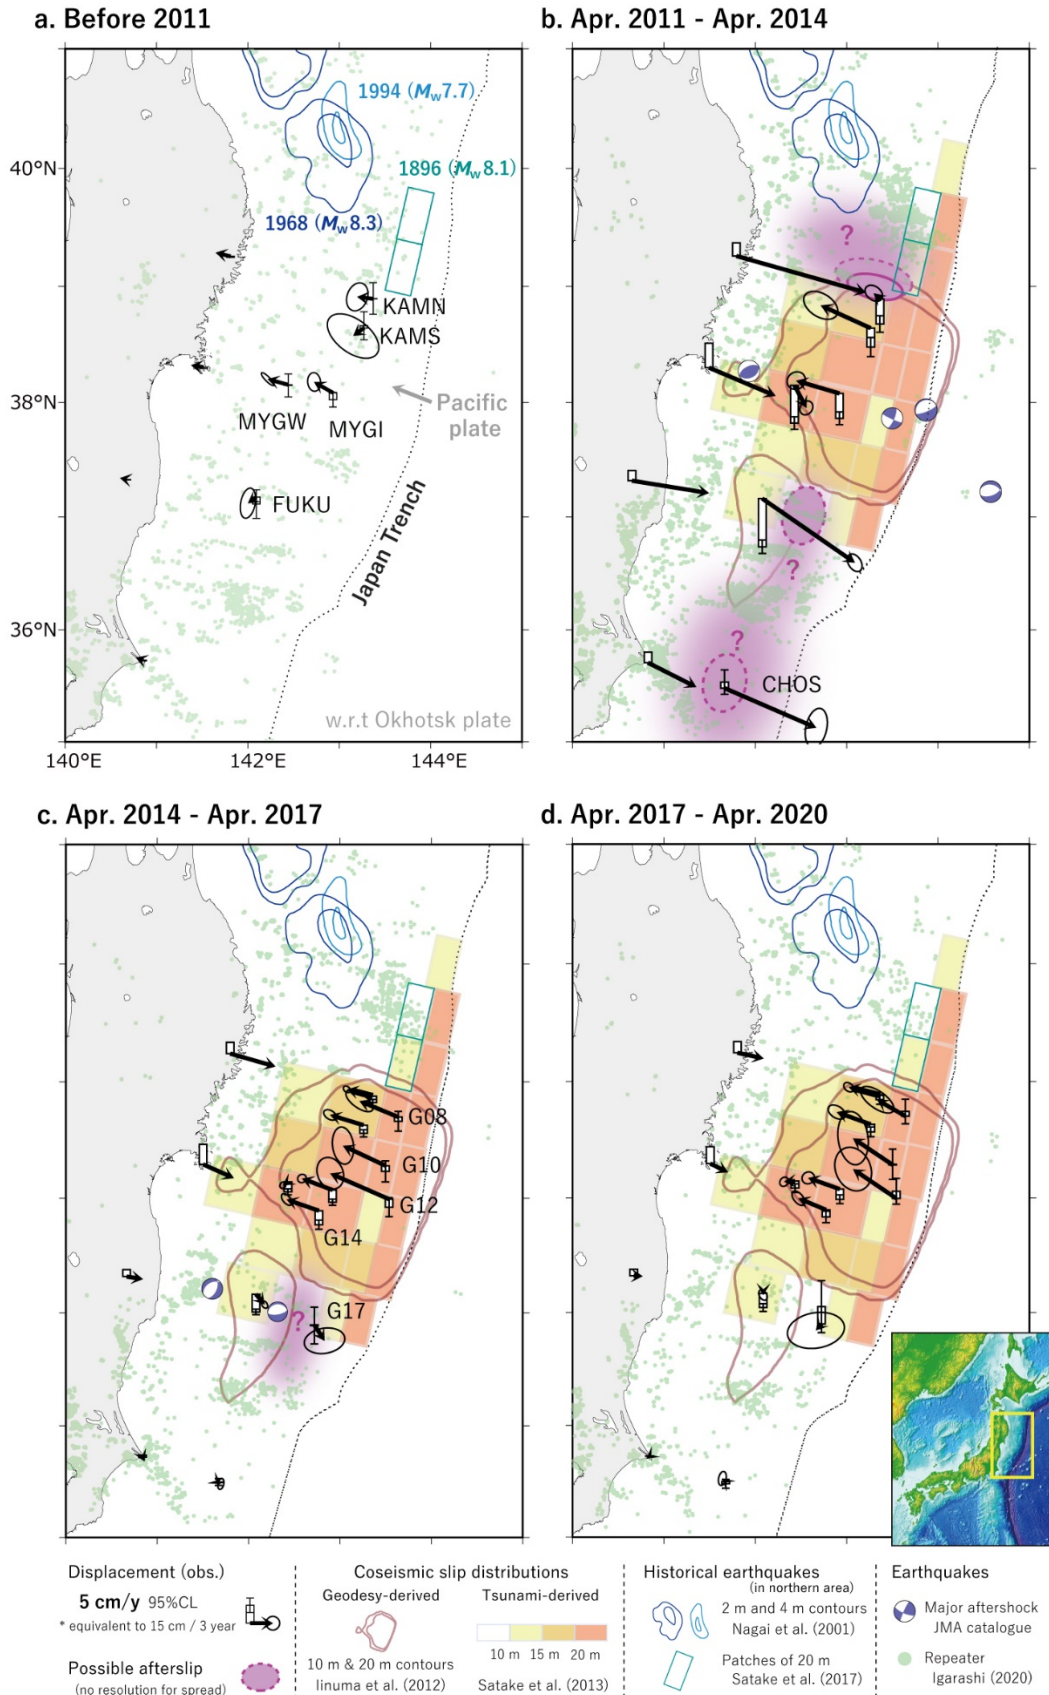 a. Before 2011
b. Apr. 2011 - Apr. 2014
1994 (Mw7.7)
40°N
1896 (Mw8.1)
1968 (Mw8.3)
?
KAMN
KAMS
38°N
Pacific
plate
MYGW
MYGI
FUKU
Japan Trench
?
36°N
?
CHOS
w.r.t Okhotsk plate
140°E
142°E
144°E
c. Apr. 2014 - Apr. 2017
d. Apr. 2017 - Apr. 2020
G08
G10
G12
G14
G17
?
Displacement (obs.)
5 cm/y 95%CL
* equivalent to 15 cm / 3 year
Possible afterslip
(no resolution for spread)
Coseismic slip distributions
Geodesy-derived
10 m & 20 m contours
Iinuma et al. (2012)
Tsunami-derived
10 m 15 m 20 m
Satake et al. (2013)
Historical earthquakes
(in northern area)
2 m and 4 m contours
Nagai et al. (2001)
Patches of 20 m
Satake et al. (2017)
Earthquakes
Major aftershock
JMA catalogue
Repeater
Igarashi (2020)